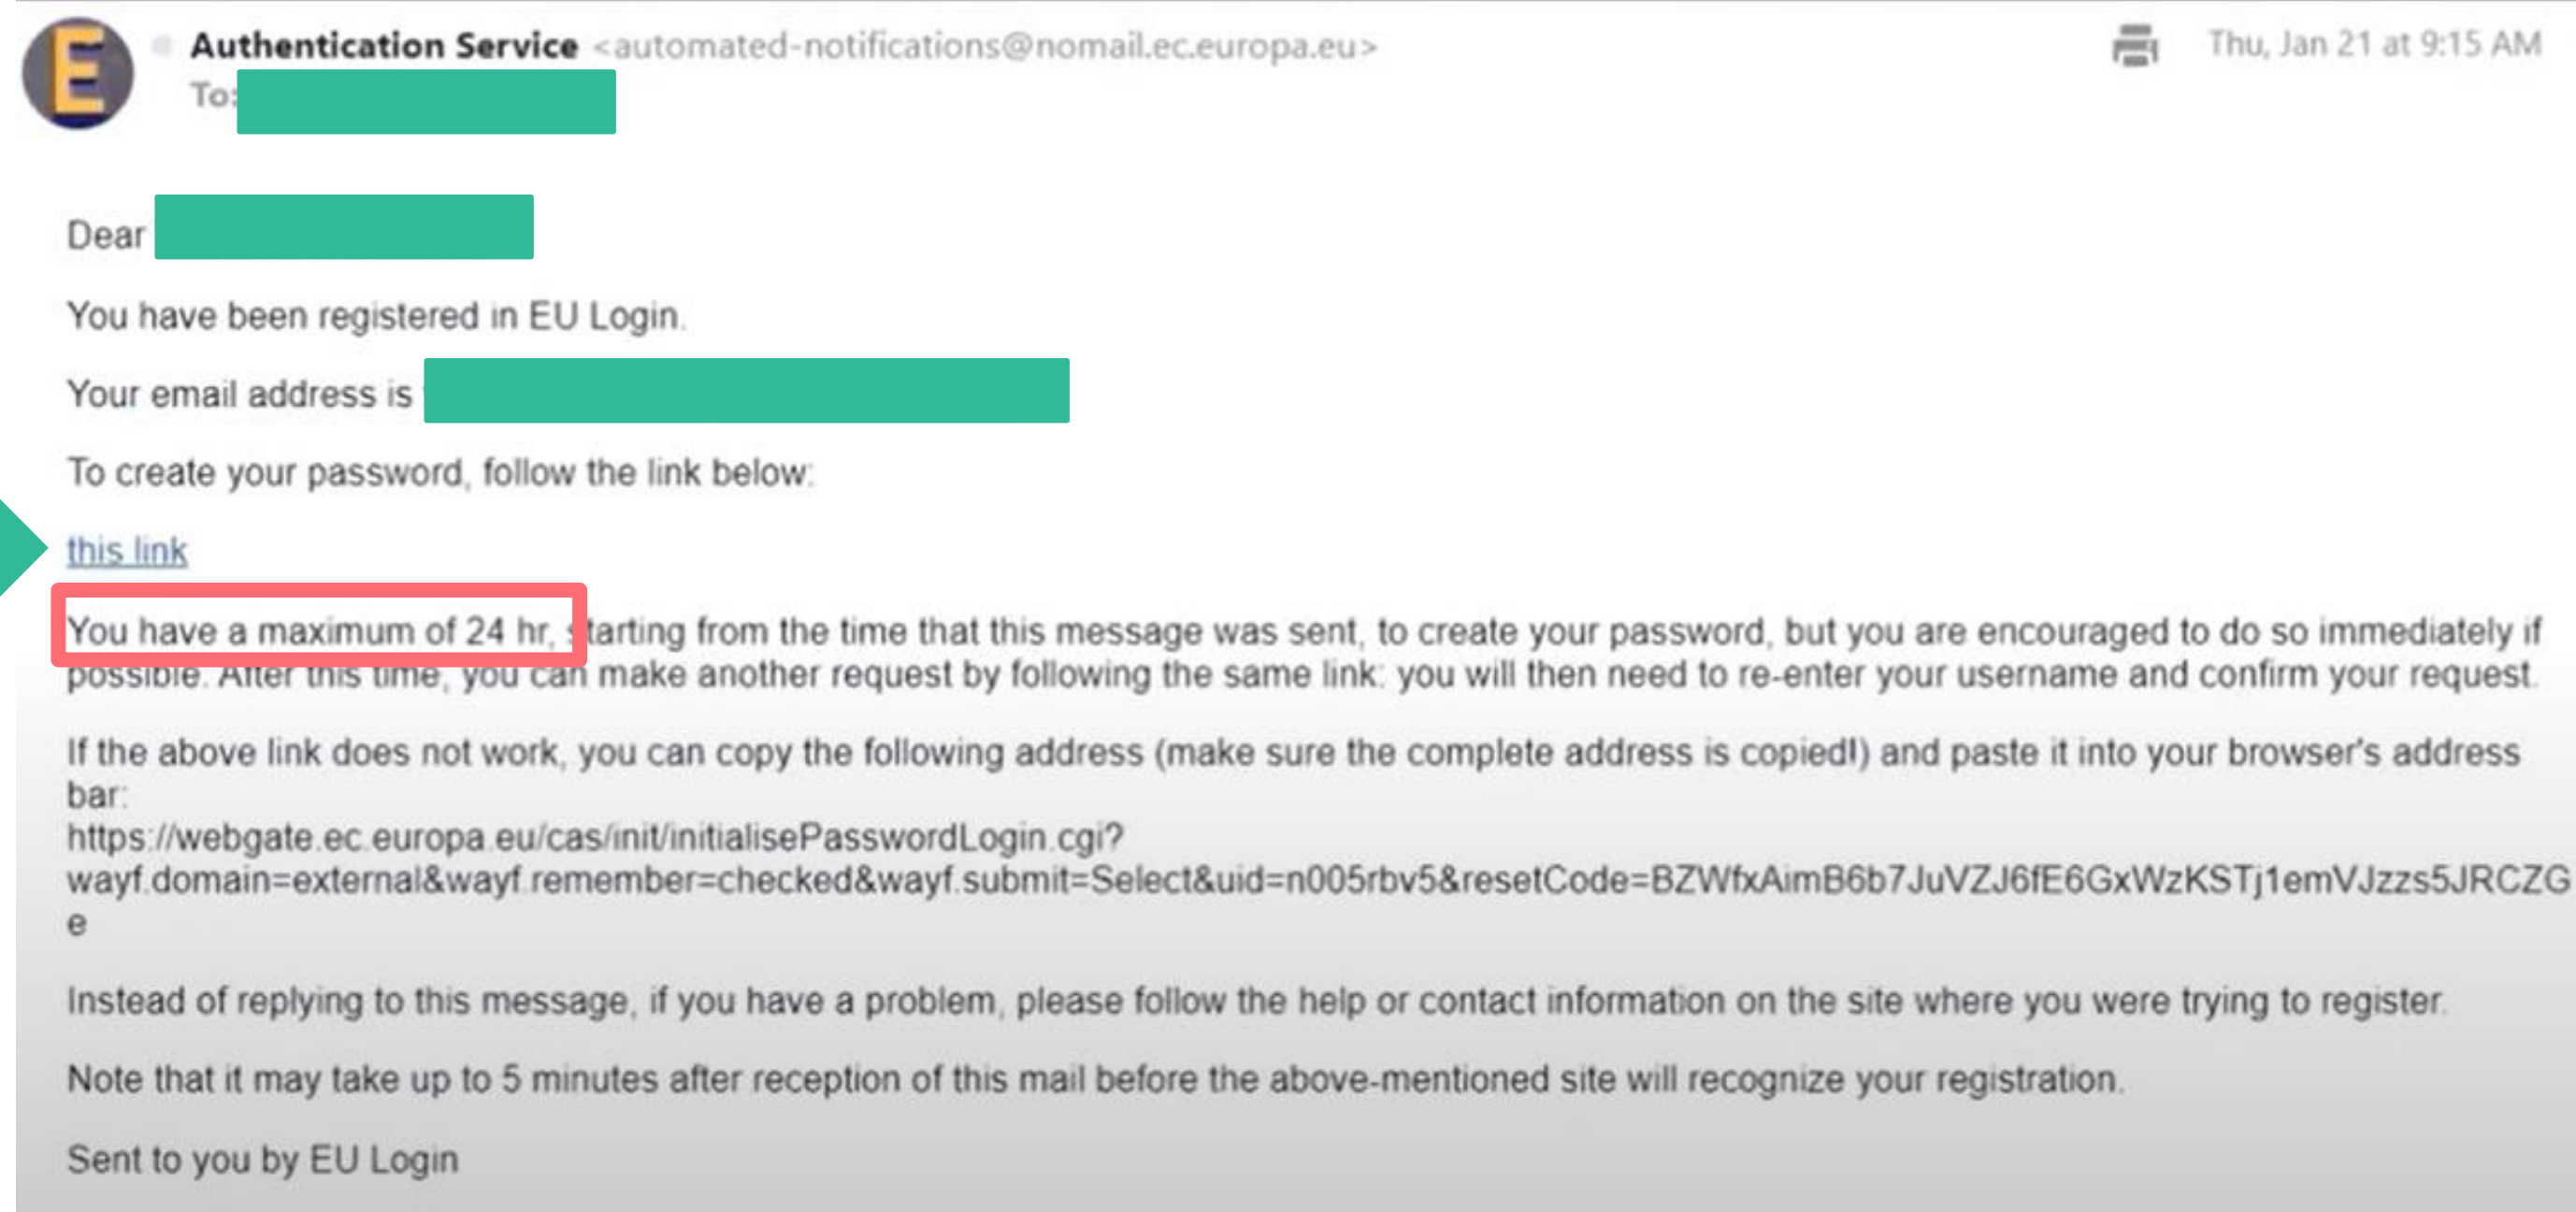 E
Authentication Service <automated-notifications@nomail.ec.europa.eu>
Thu, Jan 21 at 9:15 AM
To:
Dear
You have been registered in EU Login.
Your email address is
To create your password, follow the link below:
this link
You have a maximum of 24 hr, starting from the time that this message was sent, to create your password, but you are encouraged to do so immediately if
possible. After this time, you can make another request by following the same link: you will then need to re-enter your username and confirm your request.
If the above link does not work, you can copy the following address (make sure the complete address is copied!) and paste it into your browser's address
bar:
https://webgate.ec.europa.eu/cas/init/initialisePasswordLogin.cgi?
wayf.domain=external&wayf.remember=checked&wayf.submit=Select&uid=n005rbv5&resetCode=BZWfxAimB6b7JuVZJ6fE6GxWzKSTj1emVJzzs5JRCZG
e
Instead of replying to this message, if you have a problem, please follow the help or contact information on the site where you were trying to register.
Note that it may take up to 5 minutes after reception of this mail before the above-mentioned site will recognize your registration.
Sent to you by EU Login